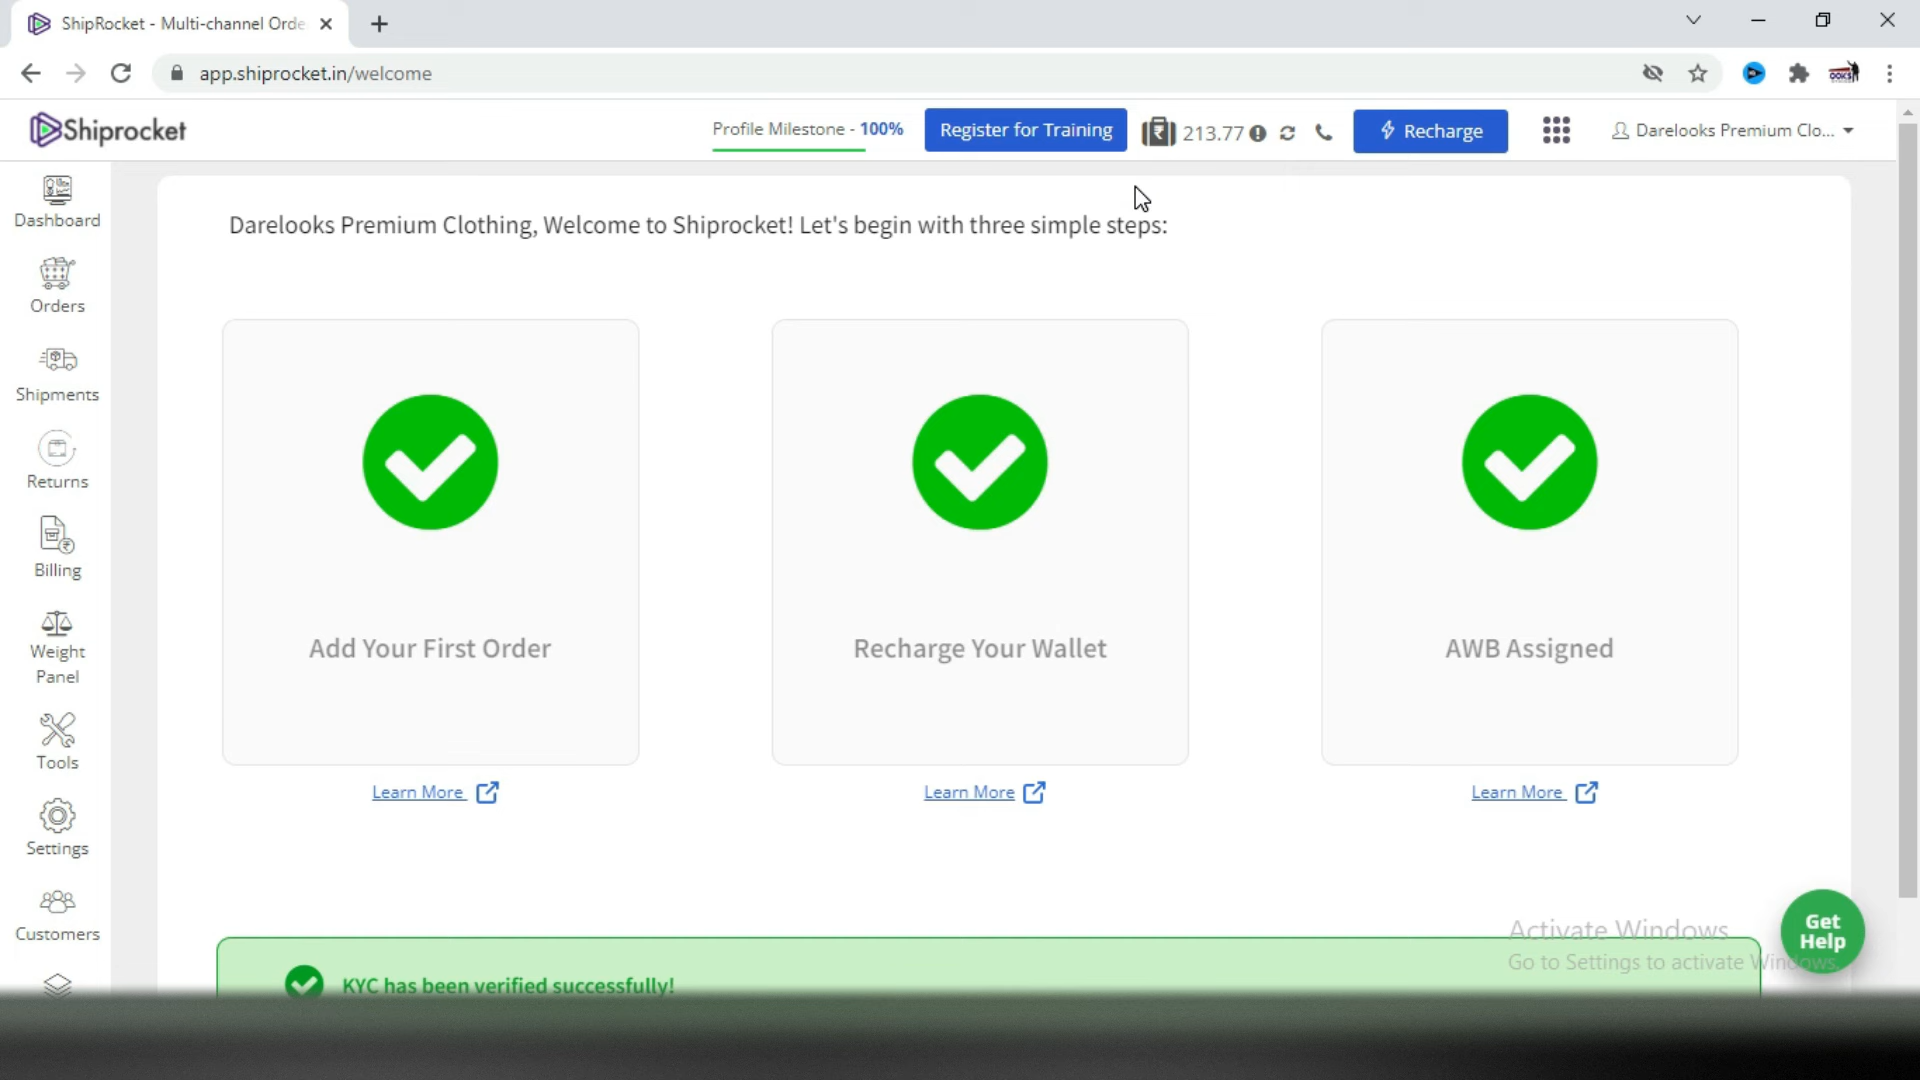 ShipRocket - Multi-channel Orde
app.shiprocket.in/welcome
OOKS
Shiprocket
Profile Milestone - 100%
Register for Training
213.77
Recharge
Darelooks Premium Clo...
Dashboard
Orders
Shipments
Returns
Billing
Weight
Panel
Tools
Settings
Customers
Darelooks Premium Clothing, Welcome to Shiprocket! Let's begin with three simple steps:
Add Your First Order
Recharge Your Wallet
AWB Assigned
Learn More
Learn More
Learn More
KYC has been verified successfully!
Activate Windows
Go to Settings to activate Windows.
Get
Help